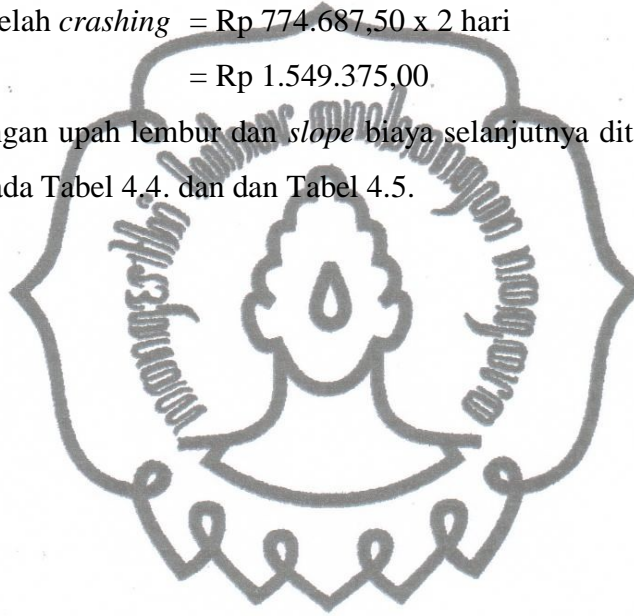 elah crashing = Rp 774.687,50 x 2 hari
= Rp 1.549.375,00
ngan upah lembur dan slope biaya selanjutnya dit
ada Tabel 4.4. dan dan Tabel 4.5.